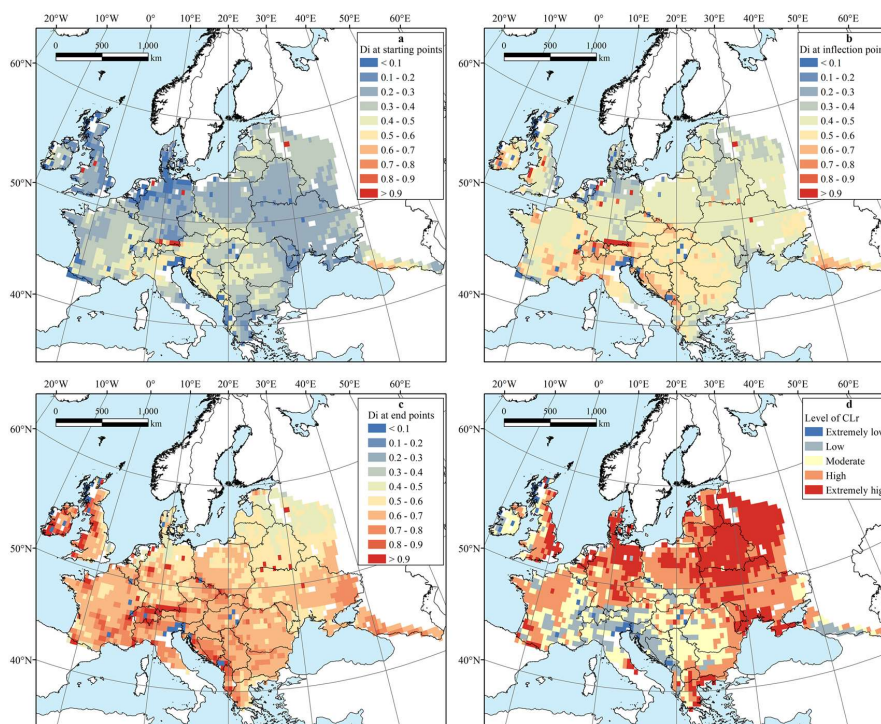 20°W 10°W 0° 10°E 20°E 30°E 40°E 50°E 60°E
60°N
50°N
40°N
0 500 1,000
km
a
Di at starting points
< 0.1
0.1 - 0.2
0.2 - 0.3
0.3 - 0.4
0.4 - 0.5
0.5 - 0.6
0.6 - 0.7
0.7 - 0.8
0.8 - 0.9
> 0.9
20°W 10°W 0° 10°E 20°E 30°E 40°E 50°E 60°E
20°W 10°W 0° 10°E 20°E 30°E 40°E 50°E 60°E
60°N
50°N
40°N
0 500 1,000
km
b
Di at inflection poin
< 0.1
0.1 - 0.2
0.2 - 0.3
0.3 - 0.4
0.4 - 0.5
0.5 - 0.6
0.6 - 0.7
0.7 - 0.8
0.8 - 0.9
> 0.9
20°W 10°W 0° 10°E 20°E 30°E 40°E 50°E 60°E
60°N
50°N
40°N
0 500 1,000
km
c
Di at end points
< 0.1
0.1 - 0.2
0.2 - 0.3
0.3 - 0.4
0.4 - 0.5
0.5 - 0.6
0.6 - 0.7
0.7 - 0.8
0.8 - 0.9
> 0.9
60°N
50°N
40°N
0 500 1,000
km
d
Level of CLr
Extremely low
Low
Moderate
High
Extremely hig